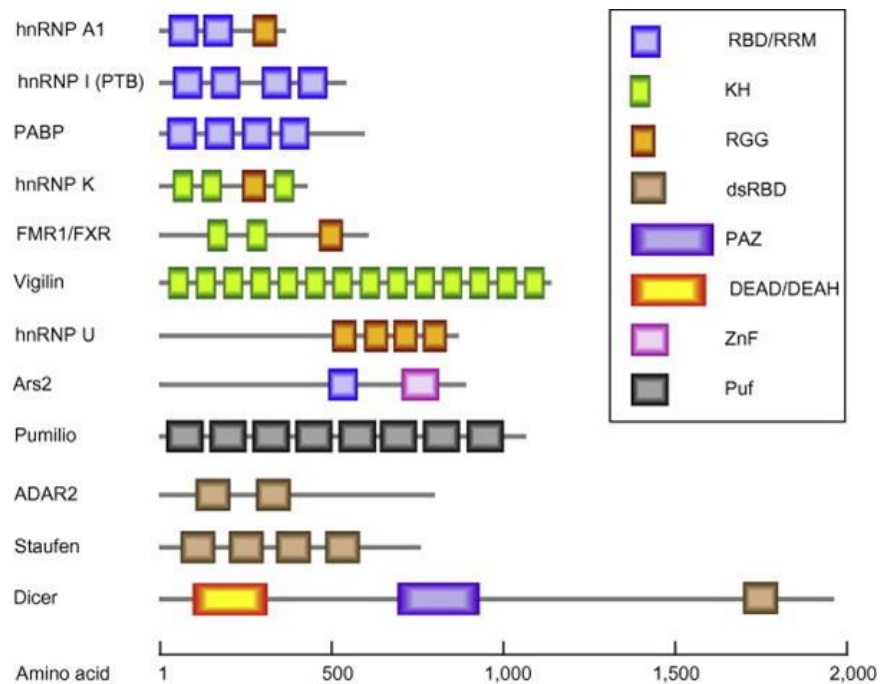 hnRNP A1
hnRNP I (PTB)
PABP
hnRNP K
FMR1/FXR
Vigilin
hnRNP U
Ars2
Pumilio
ADAR2
Staufen
Dicer
Amino acid 1 500 1,000 1,500 2,000
RBD/RRM
KH
RGG
dsRBD
PAZ
DEAD/DEAH
ZnF
Puf